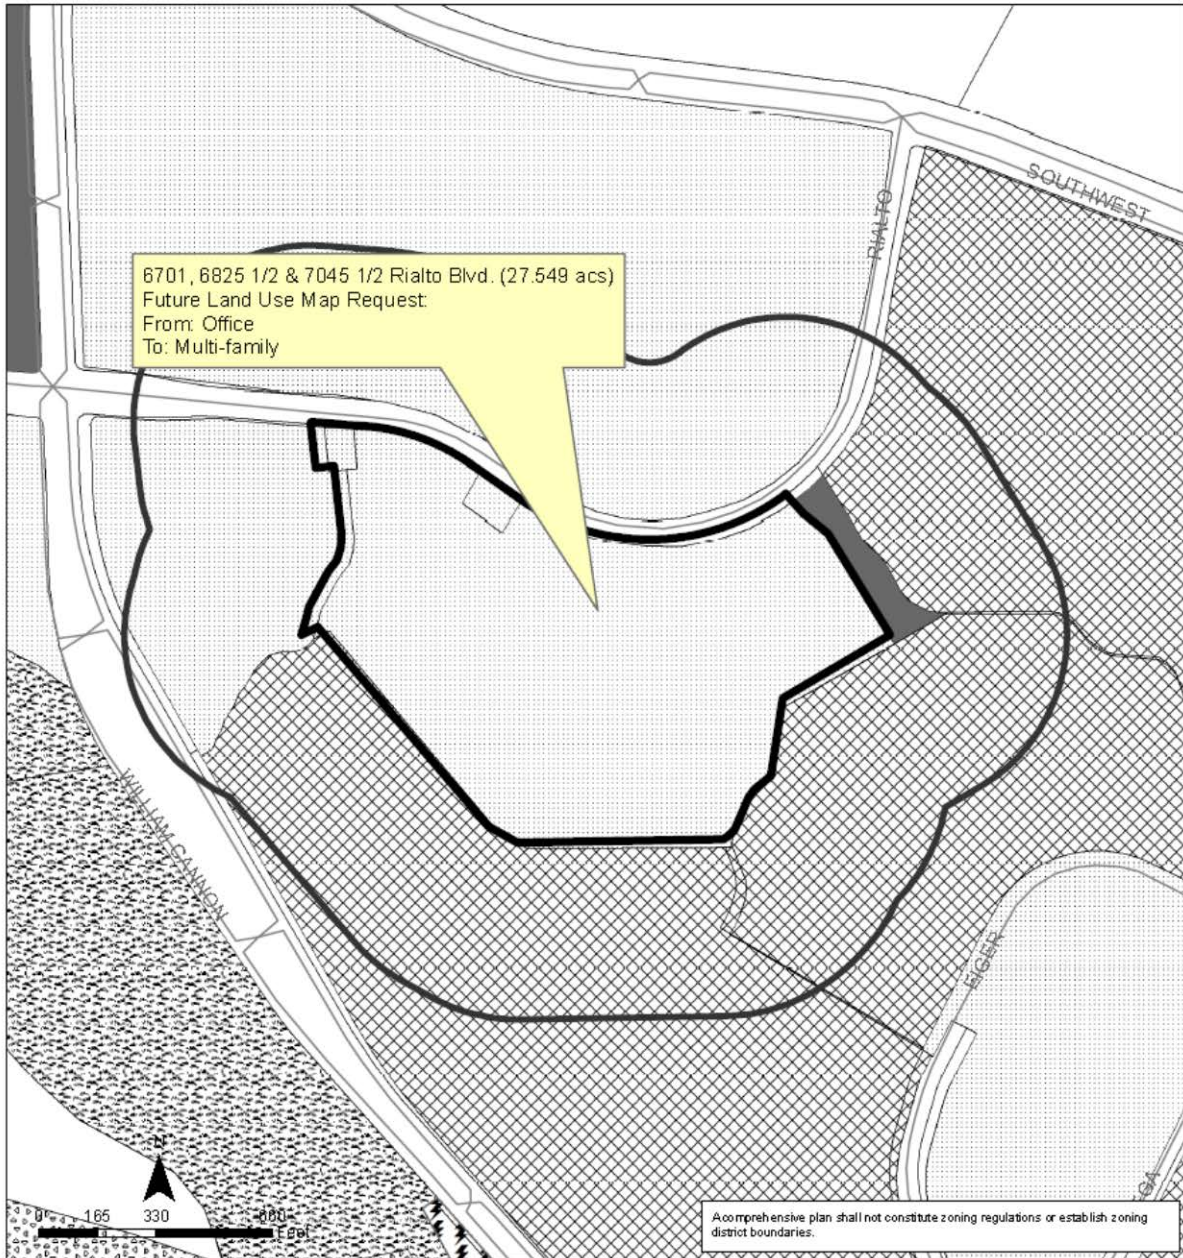 SOUTHWEST
RIALTO
6701, 6825 1/2 & 7045 1/2 Rialto Blvd. (27.549 acs)
Future Land Use Map Request:
From: Office
To: Multi-family
WILLIAM CANNON
EIGER
N
165 330
Feet
A comprehensive plan shall not constitute zoning regulations or establish zoning
district boundaries.